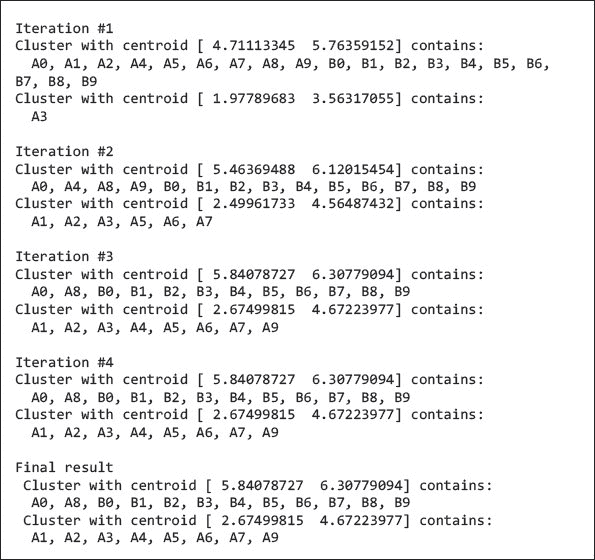 Iteration #1
Cluster with centroid [ 4.71113345  5.76359152] contains:
  A0, A1, A2, A4, A5, A6, A7, A8, A9, B0, B1, B2, B3, B4, B5, B6,
B7, B8, B9
Cluster with centroid [ 1.97789683  3.56317055] contains:
  A3
Iteration #2
Cluster with centroid [ 5.46369488  6.12015454] contains:
  A0, A4, A8, A9, B0, B1, B2, B3, B4, B5, B6, B7, B8, B9
Cluster with centroid [ 2.49961733  4.56487432] contains:
  A1, A2, A3, A5, A6, A7
Iteration #3
Cluster with centroid [ 5.84078727  6.30779094] contains:
  A0, A8, B0, B1, B2, B3, B4, B5, B6, B7, B8, B9
Cluster with centroid [ 2.67499815  4.67223977] contains:
  A1, A2, A3, A4, A5, A6, A7, A9
Iteration #4
Cluster with centroid [ 5.84078727  6.30779094] contains:
  A0, A8, B0, B1, B2, B3, B4, B5, B6, B7, B8, B9
Cluster with centroid [ 2.67499815  4.67223977] contains:
  A1, A2, A3, A4, A5, A6, A7, A9
Final result
 Cluster with centroid [ 5.84078727  6.30779094] contains:
  A0, A8, B0, B1, B2, B3, B4, B5, B6, B7, B8, B9
 Cluster with centroid [ 2.67499815  4.67223977] contains:
  A1, A2, A3, A4, A5, A6, A7, A9